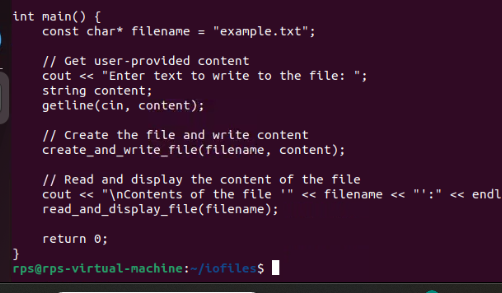 int main() {
    const char* filename = "example.txt";

    // Get user-provided content
    cout << "Enter text to write to the file: ";
    string content;
    getline(cin, content);

    // Create the file and write content
    create_and_write_file(filename, content);

    // Read and display the content of the file
    cout << "\nContents of the file '" << filename << "':" << endl
    read_and_display_file(filename);

    return 0;
}
rps@rps-virtual-machine:~/iofiles$